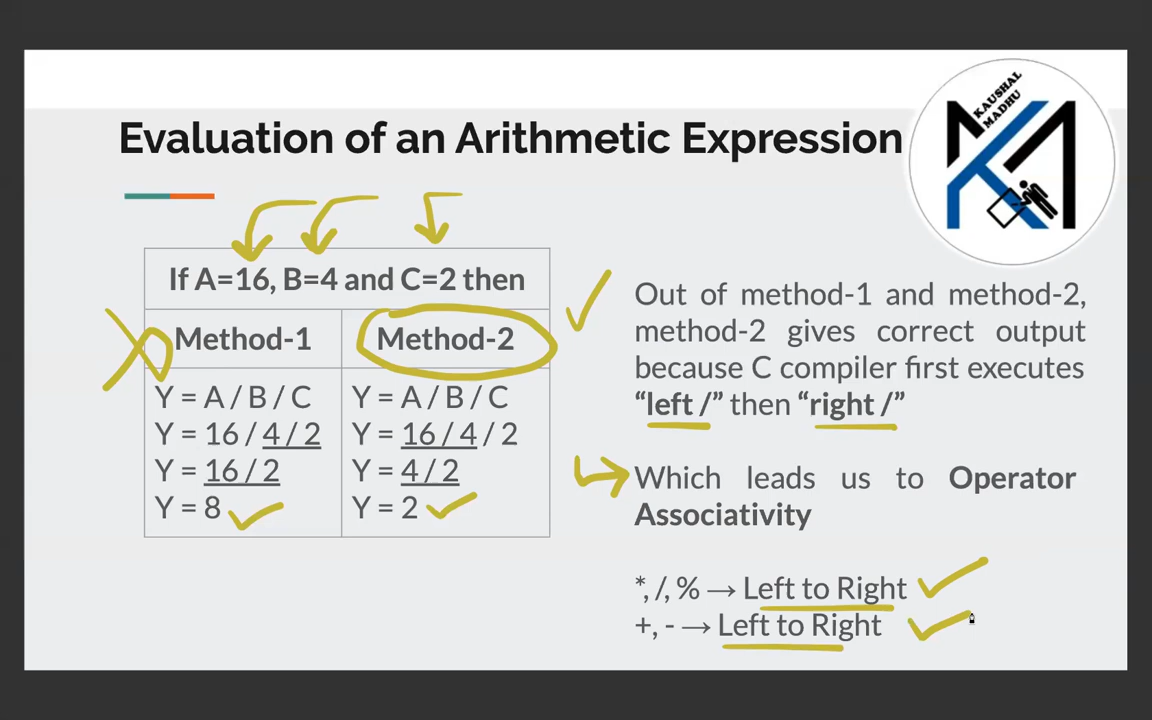 KAUSHAL
MADHU
Evaluation of an Arithmetic Expression
If A=16, B=4 and C=2 then
Method-1
Method-2
Y = A / B / C
Y = 16 / 4 / 2
Y = 16 / 2
Y = 8
Y = A / B / C
Y = 16 / 4 / 2
Y = 4 / 2
Y = 2
Out of method-1 and method-2,
method-2 gives correct output
because C compiler first executes
“left /” then “right /”
Which leads us to Operator
Associativity
*, /, % → Left to Right
+, - → Left to Right